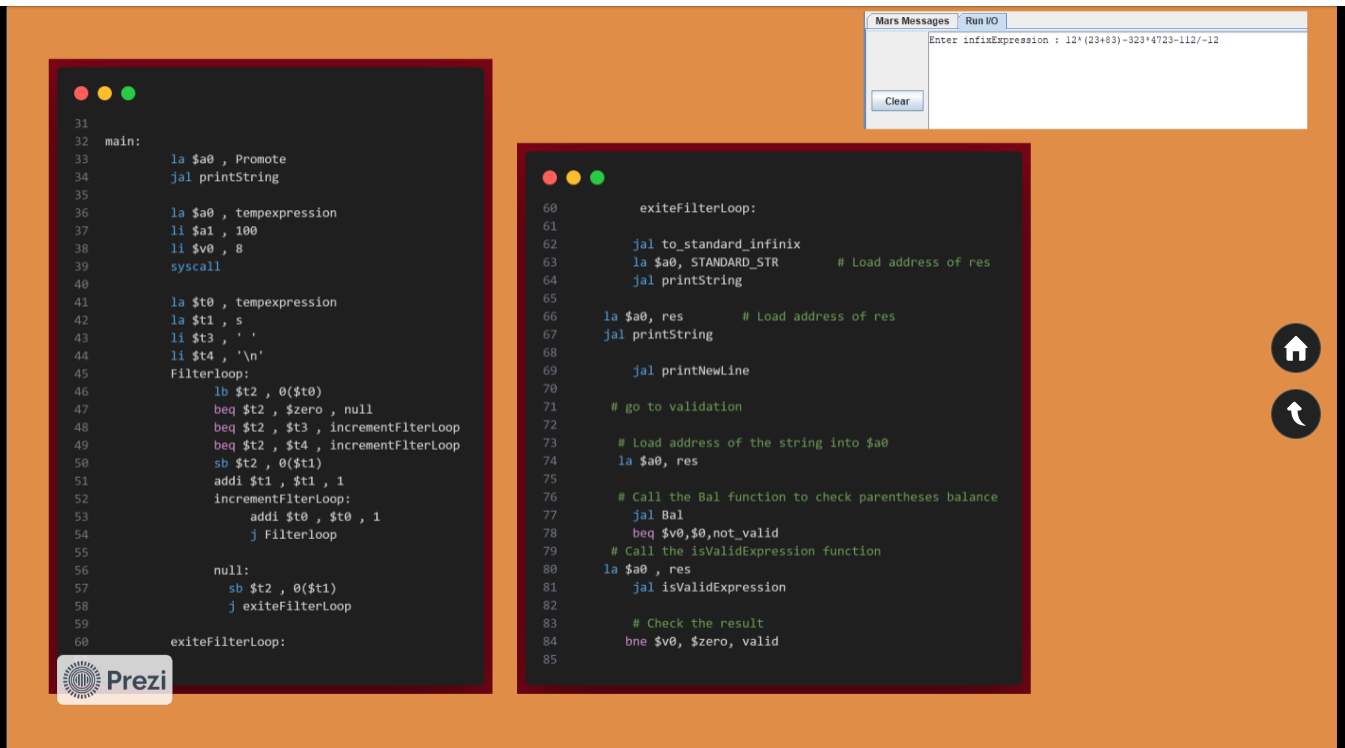 Mars Messages Run I/O
Enter infixExpression : 12*(23+83)-323*4723-112/-12
Clear
31
32 main:
33 la $a0 , Promote
34 jal printString
35
36 la $a0 , tempexpression
37 li $a1 , 100
38 li $v0 , 8
39 syscall
40
41 la $t0 , tempexpression
42 la $t1 , s
43 li $t3 , ' '
44 li $t4 , '\n'
45 Filterloop:
46 lb $t2 , 0($t0)
47 beq $t2 , $zero , null
48 beq $t2 , $t3 , incrementFlterLoop
49 beq $t2 , $t4 , incrementFlterLoop
50 sb $t2 , 0($t1)
51 addi $t1 , $t1 , 1
52 incrementFlterLoop:
53 addi $t0 , $t0 , 1
54 j Filterloop
55
56 null:
57 sb $t2 , 0($t1)
58 j exiteFilterLoop
59
60 exiteFilterLoop:
Prezi
60 exiteFilterLoop:
61
62 jal to_standard_infinix
63 la $a0, STANDARD_STR # Load address of res
64 jal printString
65
66 la $a0, res # Load address of res
67 jal printString
68
69 jal printNewLine
70
71 # go to validation
72
73 # Load address of the string into $a0
74 la $a0, res
75
76 # Call the Bal function to check parentheses balance
77 jal Bal
78 beq $v0,$0,not_valid
79 # Call the isValidExpression function
80 la $a0 , res
81 jal isValidExpression
82
83 # Check the result
84 bne $v0, $zero, valid
85